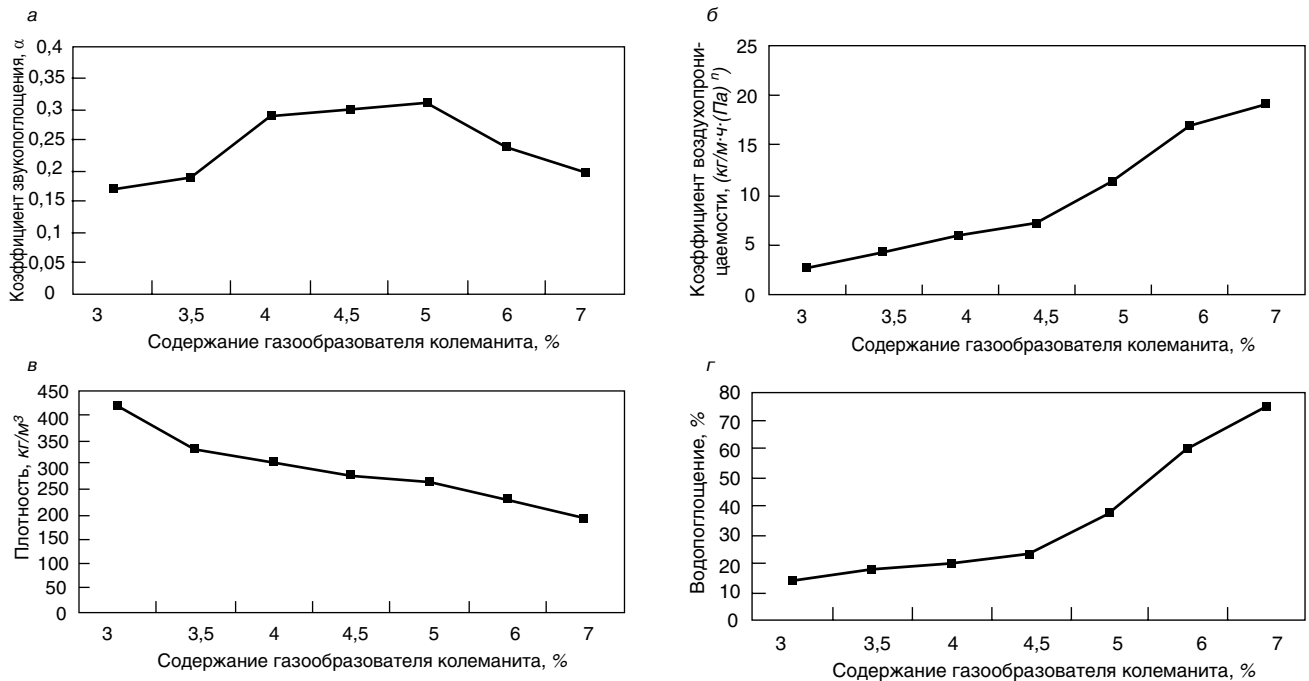 а
Коэффициент звукопоглощения, α
0,4
0,35
0,3
0,25
0,2
0,15
0,1
0,05
0
3 3,5 4 4,5 5 6 7
Содержание газообразователя колеманита, %
б
Коэффициент воздухопрони-
цаемости, (кг/м·ч·(Па) n)
25
20
15
10
5
0
3 3,5 4 4,5 5 6 7
Содержание газообразователя колеманита, %
в
Плотность, кг/м³
450
400
350
300
250
200
150
100
50
0
3 3,5 4 4,5 5 6 7
Содержание газообразователя колеманита, %
г
Водопоглощение, %
80
70
60
50
40
30
20
10
0
3 3,5 4 4,5 5 6 7
Содержание газообразователя колеманита, %